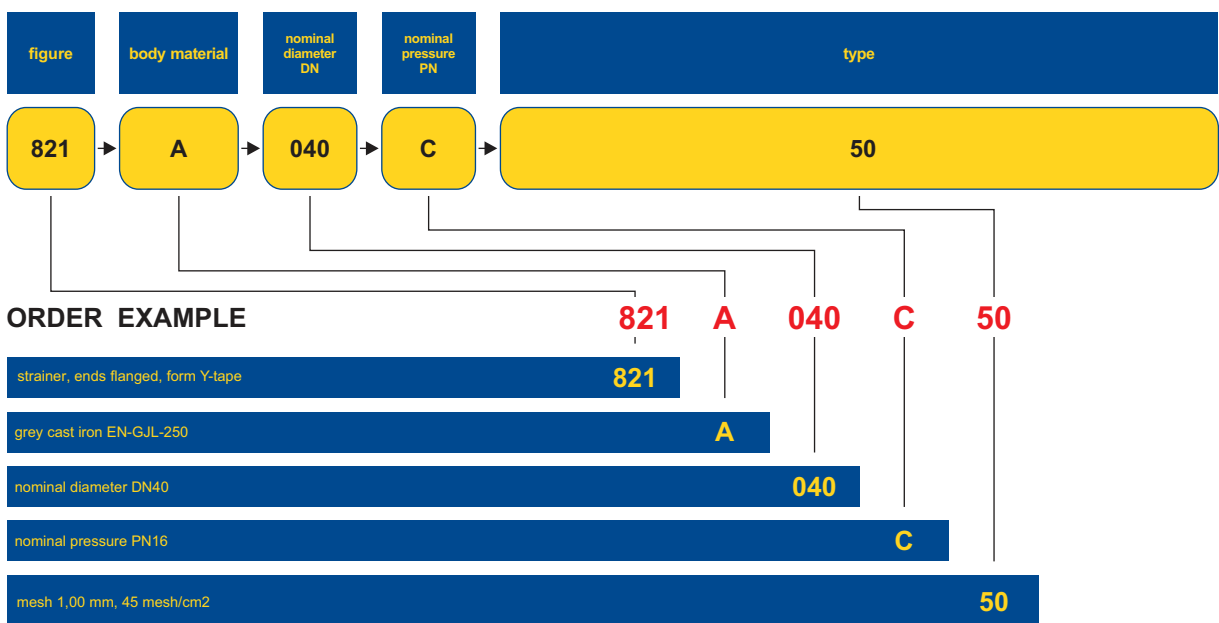 figure
body material
nominal
diameter
DN
nominal
pressure
PN
type
821
A
040
C
50
ORDER EXAMPLE
821 A 040 C 50
strainer, ends flanged, form Y-tape 821
grey cast iron EN-GJL-250 A
nominal diameter DN40 040
nominal pressure PN16 C
mesh 1,00 mm, 45 mesh/cm2 50